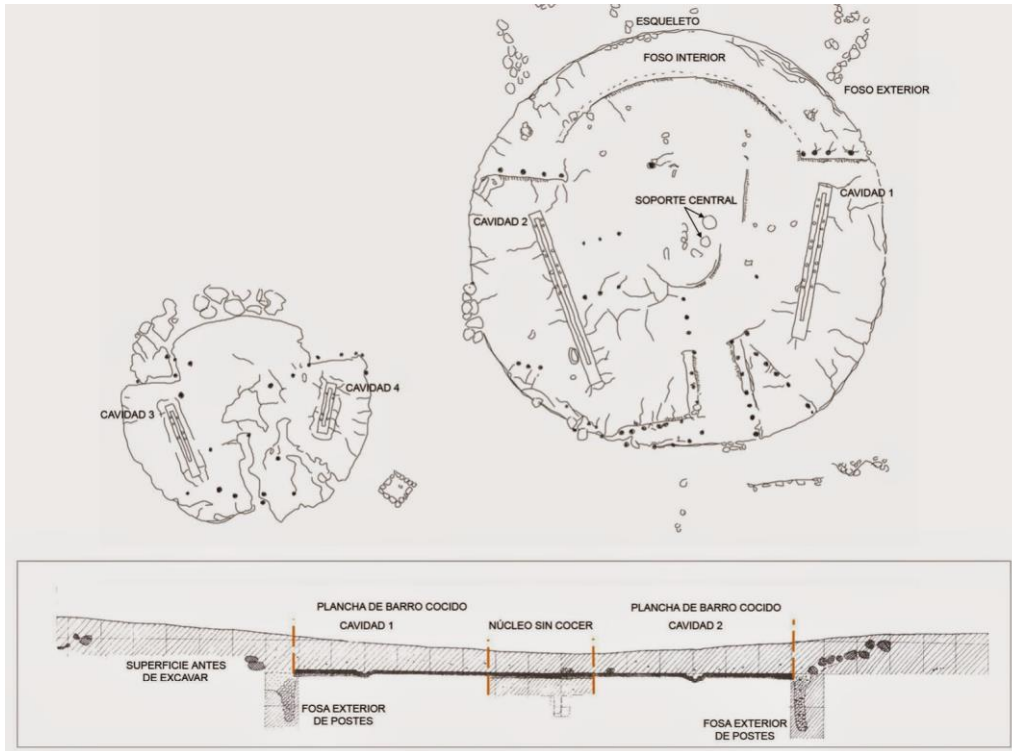 ESQUELETO
FOSO INTERIOR
FOSO EXTERIOR
CAVIDAD 1
SOPORTE CENTRAL
CAVIDAD 2
CAVIDAD 4
CAVIDAD 3
PLANCHA DE BARRO COCIDO
PLANCHA DE BARRO COCIDO
CAVIDAD 1
NÚCLEO SIN COCER
CAVIDAD 2
SUPERFICIE ANTES
DE EXCAVAR
FOSA EXTERIOR
DE POSTES
FOSA EXTERIOR
DE POSTES